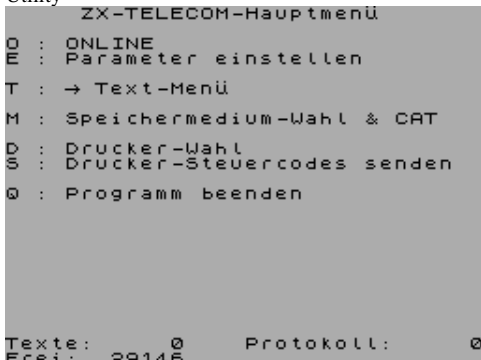 Utility
ZX-TELECOM-Hauptmenü
O : ONLINE
E : Parameter einstellen
T : → Text-Menü
M : Speichermedium-Wahl & CAT
D : Drucker-Wahl
S : Drucker-Steuercodes senden
Q : Programm beenden
Texte: 0 Protokoll: 0
Frei: 29146